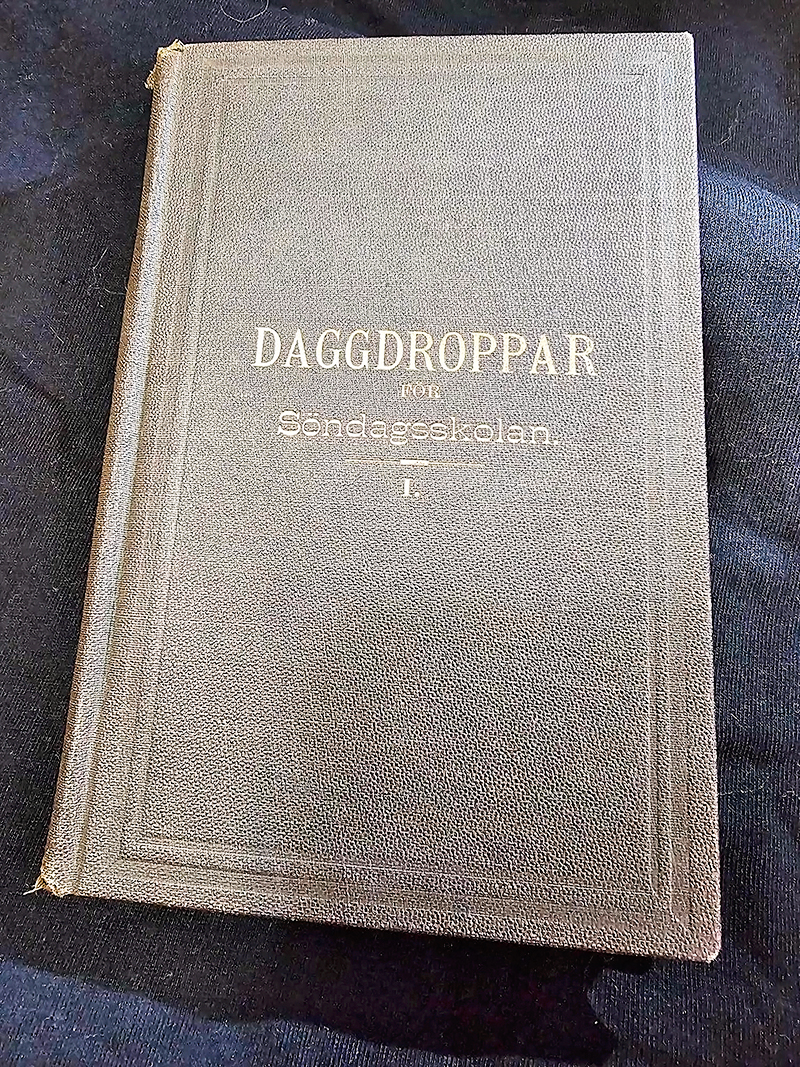 DAGGDROPPAR
FÖR
Söndagsskolan.
I.